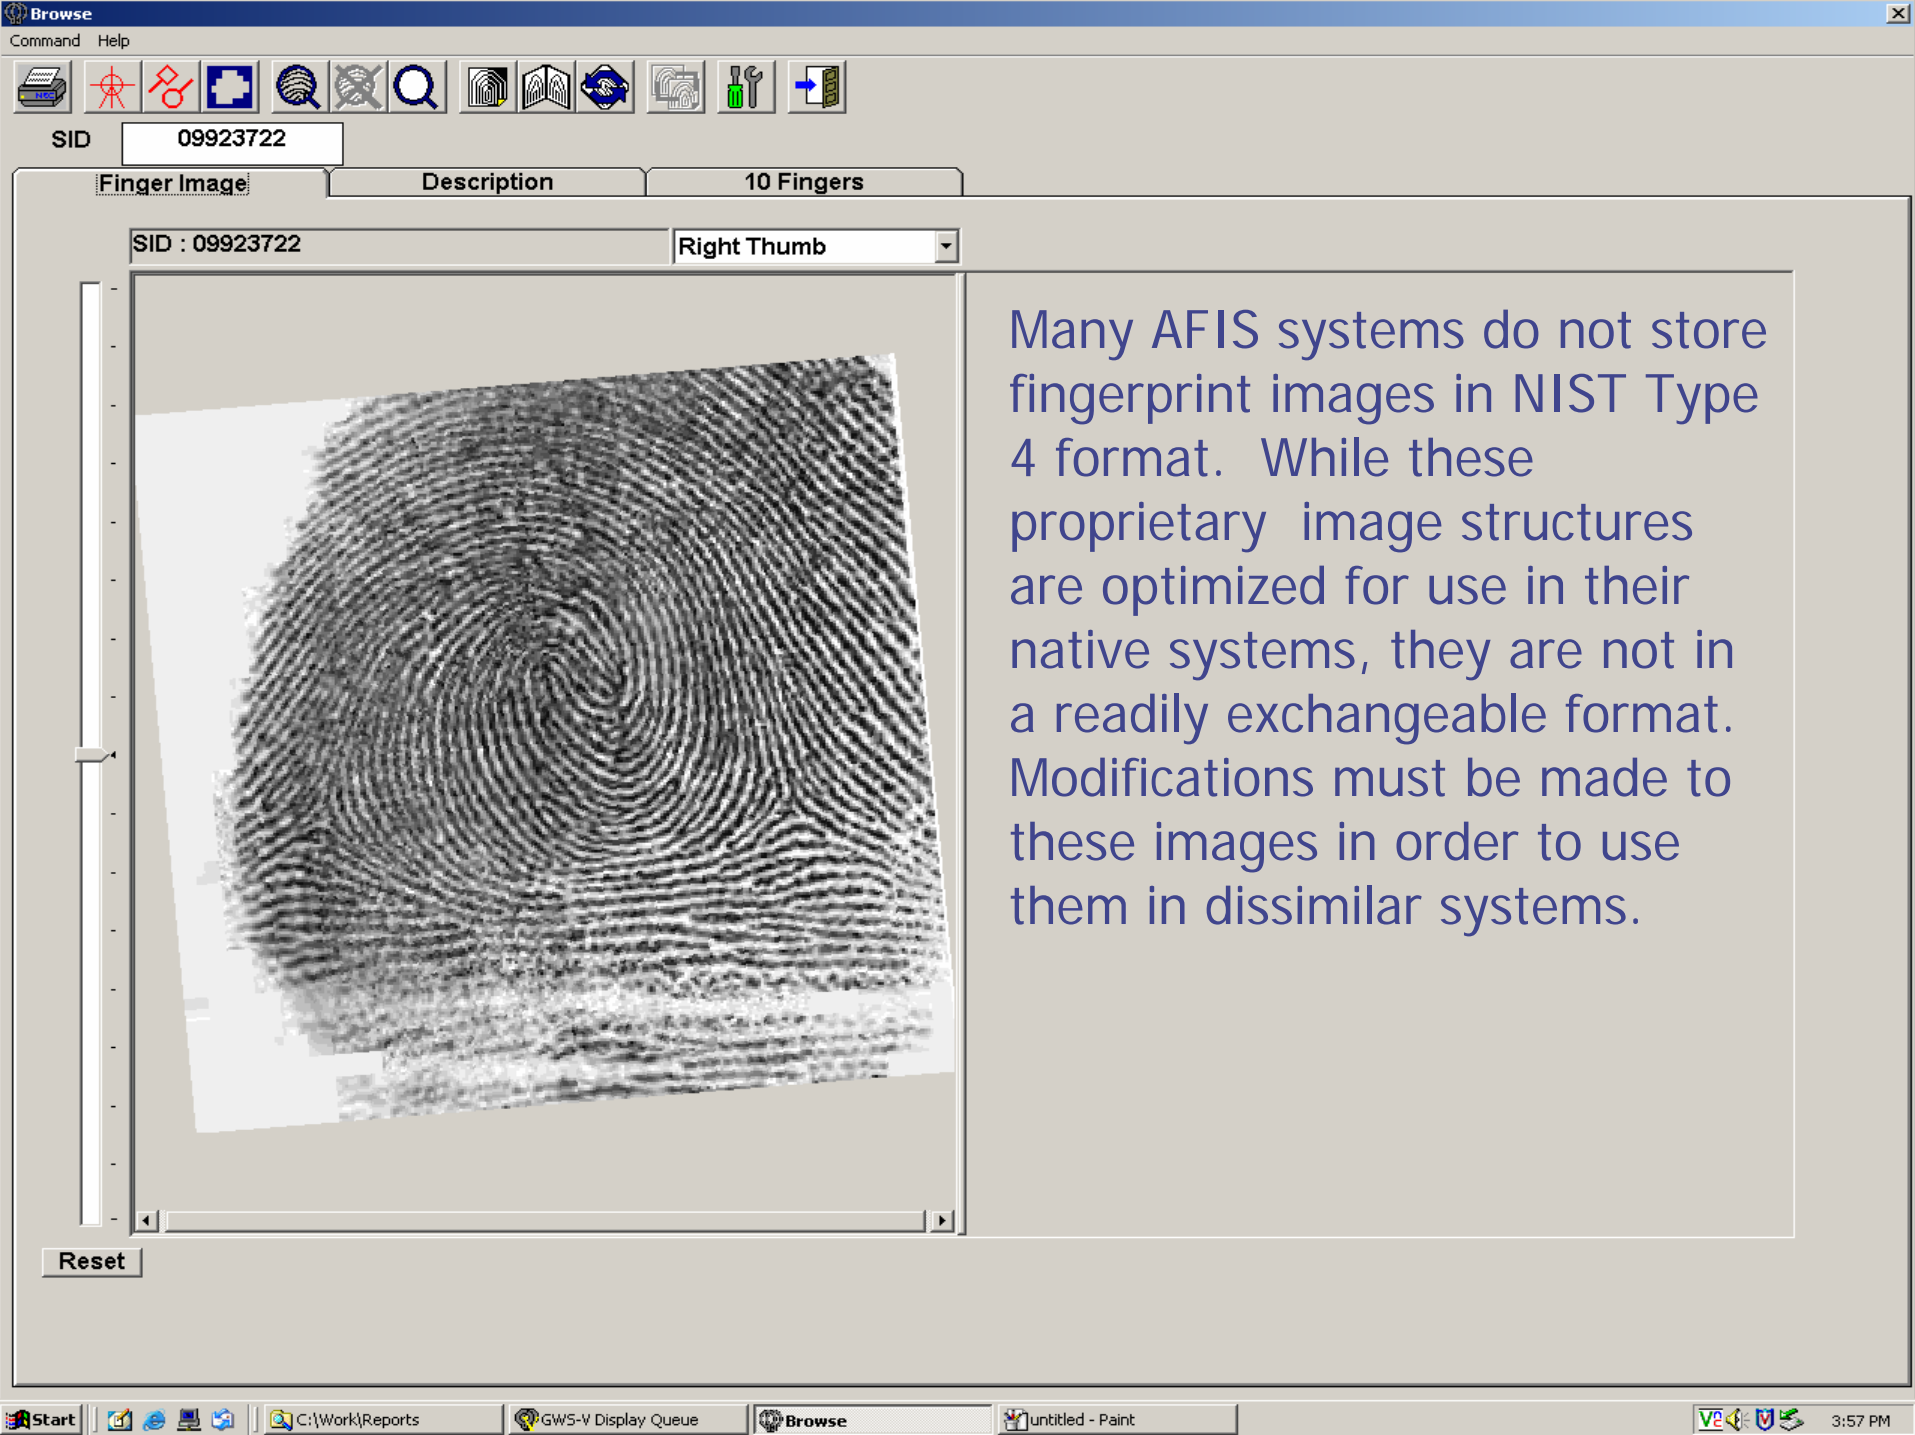 Browse
Command Help
NEC
SID 09923722
Finger Image Description 10 Fingers
SID : 09923722 Right Thumb
Many AFIS systems do not store
fingerprint images in NIST Type
4 format.  While these
proprietary  image structures
are optimized for use in their
native systems, they are not in
a readily exchangeable format.
Modifications must be made to
these images in order to use
them in dissimilar systems.
Reset
Start C:\Work\Reports GWS-V Display Queue Browse untitled - Paint 3:57 PM